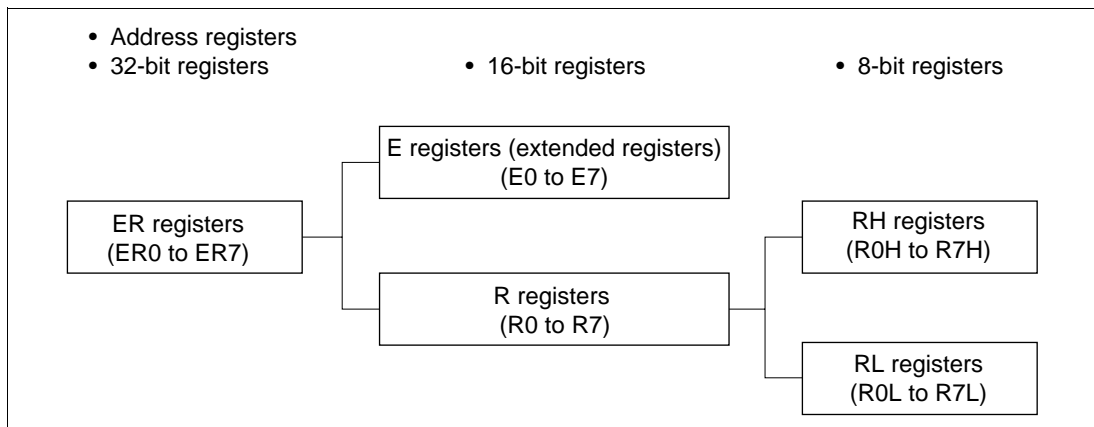 • Address registers
• 32-bit registers
• 16-bit registers
• 8-bit registers
E registers (extended registers)
(E0 to E7)
ER registers
(ER0 to ER7)
RH registers
(R0H to R7H)
R registers
(R0 to R7)
RL registers
(R0L to R7L)